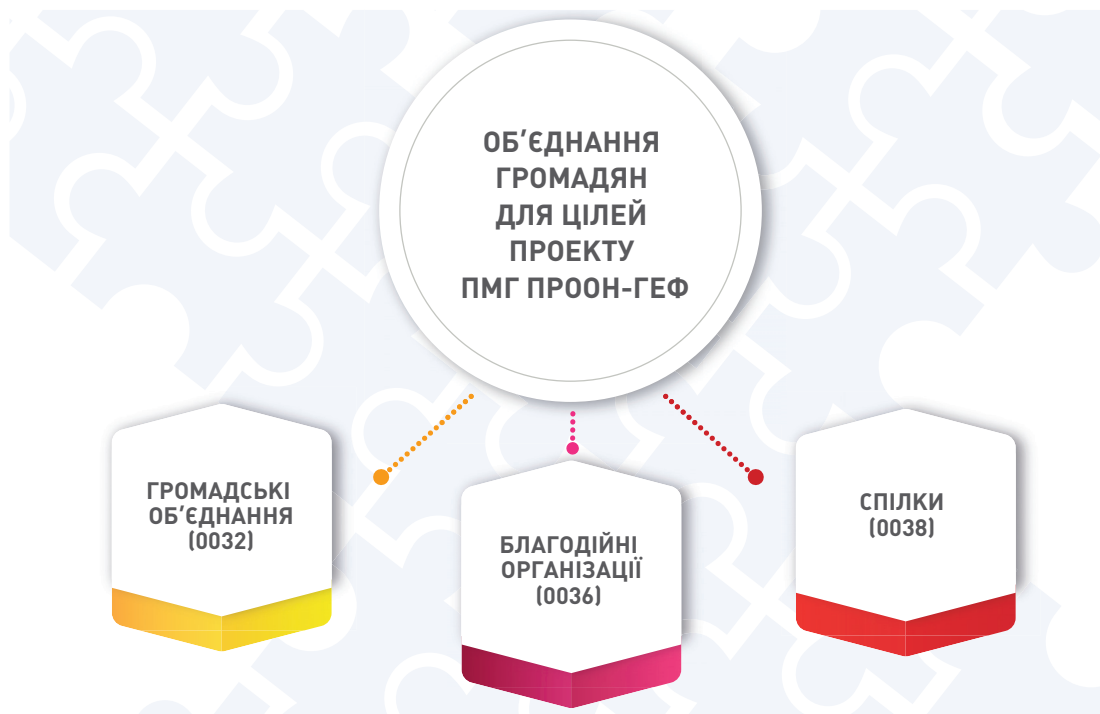 ОБ’ЄДНАННЯ
ГРОМАДЯН
ДЛЯ ЦІЛЕЙ
ПРОЕКТУ
ПМГ ПРООН-ГЕФ
ГРОМАДСЬКІ
ОБ’ЄДНАННЯ
(0032)
БЛАГОДІЙНІ
ОРГАНІЗАЦІЇ
(0036)
СПІЛКИ
(0038)